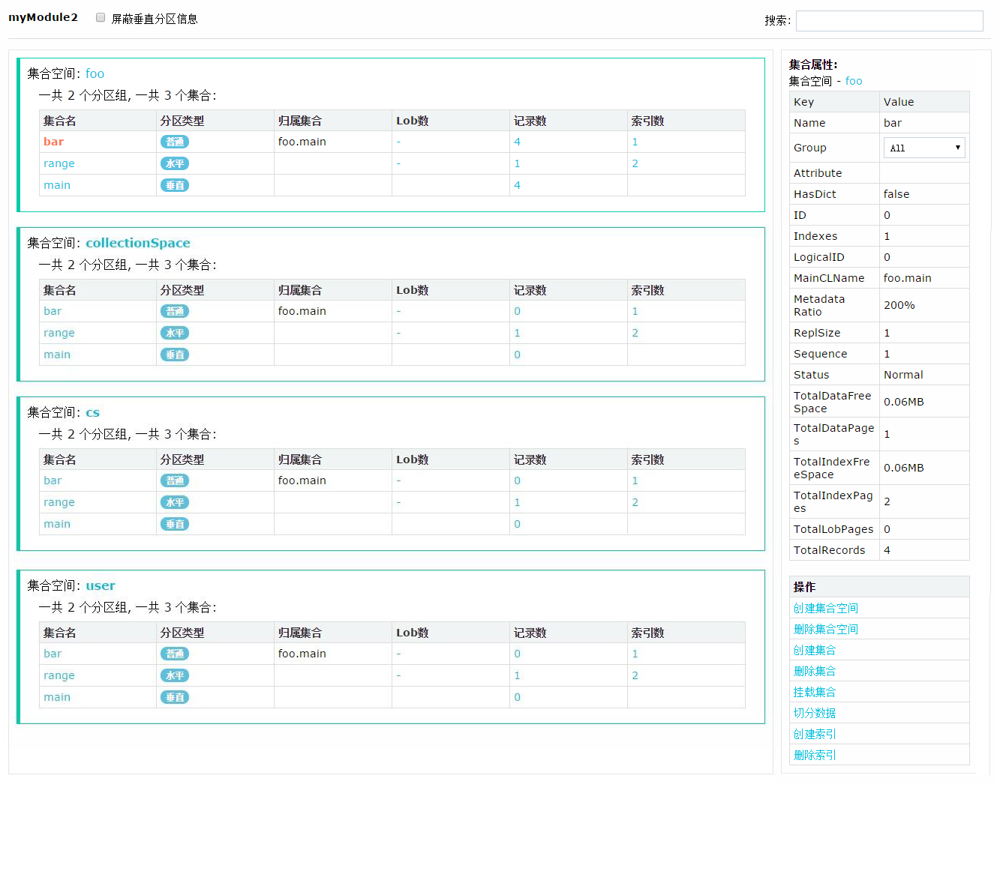 myModule2 屏蔽垂直分区信息 搜索:
集合空间: foo
一共 2 个分区组, 一共 3 个集合:
集合名 分区类型 归属集合 Lob数 记录数 索引数
bar 普通 foo.main - 4 1
range 水平 - 1 2
main 垂直 4
集合空间: collectionSpace
一共 2 个分区组, 一共 3 个集合:
集合名 分区类型 归属集合 Lob数 记录数 索引数
bar 普通 foo.main - 0 1
range 水平 - 1 2
main 垂直 0
集合空间: cs
一共 2 个分区组, 一共 3 个集合:
集合名 分区类型 归属集合 Lob数 记录数 索引数
bar 普通 foo.main - 0 1
range 水平 - 1 2
main 垂直 0
集合空间: user
一共 2 个分区组, 一共 3 个集合:
集合名 分区类型 归属集合 Lob数 记录数 索引数
bar 普通 foo.main - 0 1
range 水平 - 1 2
main 垂直 0
集合属性:
集合空间 - foo
Key Value
Name bar
Group All
Attribute
HasDict false
ID 0
Indexes 1
LogicalID 0
MainCLName foo.main
Metadata
Ratio 200%
ReplSize 1
Sequence 1
Status Normal
TotalDataFree
Space 0.06MB
TotalDataPage
s 1
TotalIndexFre
eSpace 0.06MB
TotalIndexPag
es 2
TotalLobPages 0
TotalRecords 4
操作
创建集合空间
删除集合空间
创建集合
删除集合
挂载集合
切分数据
创建索引
删除索引